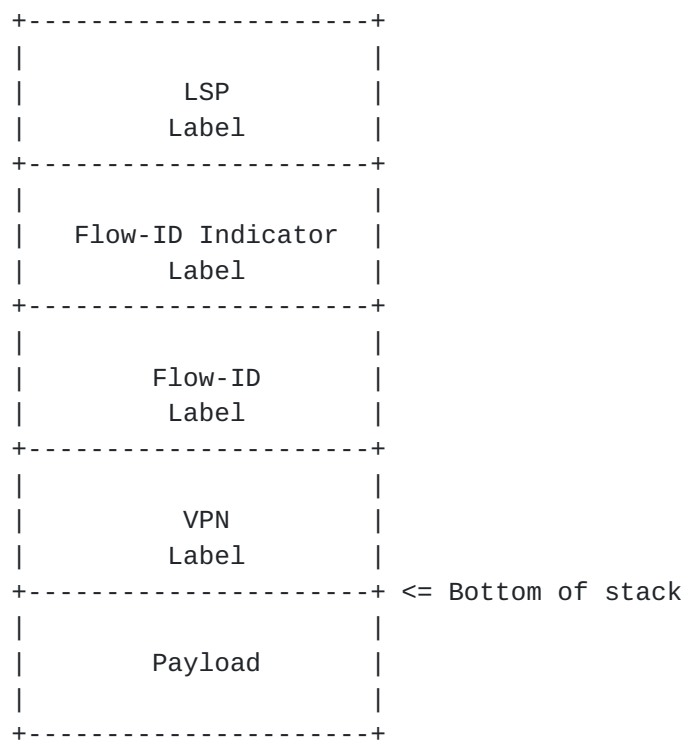 LSP
Label
Flow-ID Indicator
Label
Flow-ID
Label
VPN
Label
<= Bottom of stack
Payload